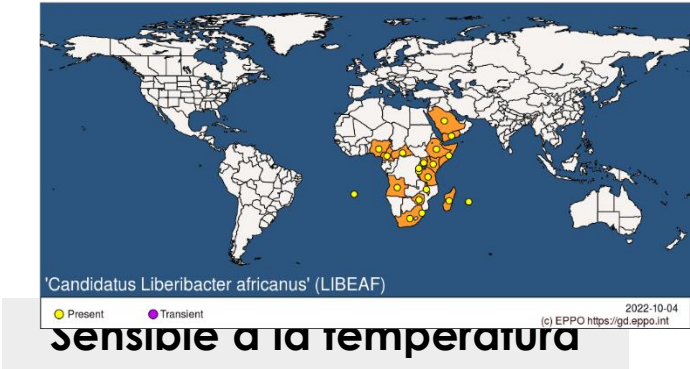 'Candidatus Liberibacter africanus' (LIBEAF)
Present
Transient
2022-10-04
(c) EPPO https://gd.eppo.int
Sensible a la temperatura